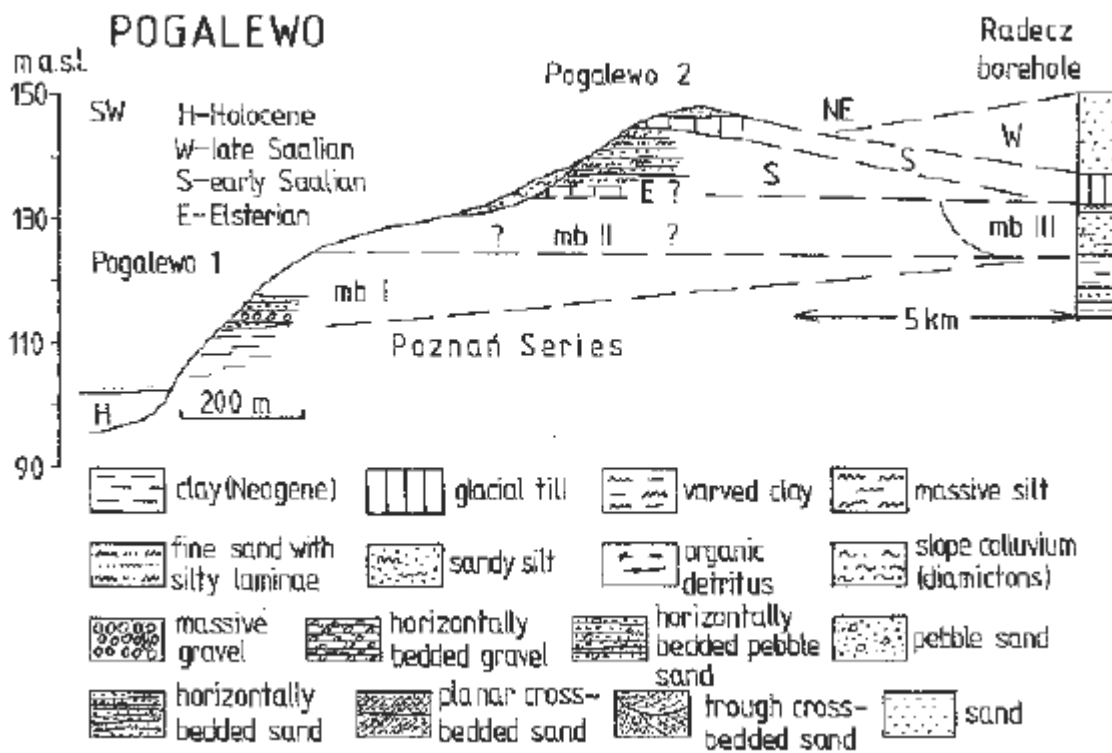 POGALEWO
m a.s.l.
150
130
110
90
SW
H-Holocene
W-late Saalian
S-early Saalian
E-Elsterian
Pogalewo 1
Pogalewo 2
Radecz
borehole
NE
W
S
S
E ?
? mb II ?
mb III
mb I
Poznań Series
5 km
200 m
H
clay (Neogene)
glacial till
varved clay
massive silt
fine sand with
silty laminae
sandy silt
organic
detritus
slope colluvium
(diamictons)
massive
gravel
horizontally
bedded gravel
horizontally
bedded pebble
sand
pebble sand
horizontally
bedded sand
planar cross-
bedded sand
trough cross-
bedded sand
sand